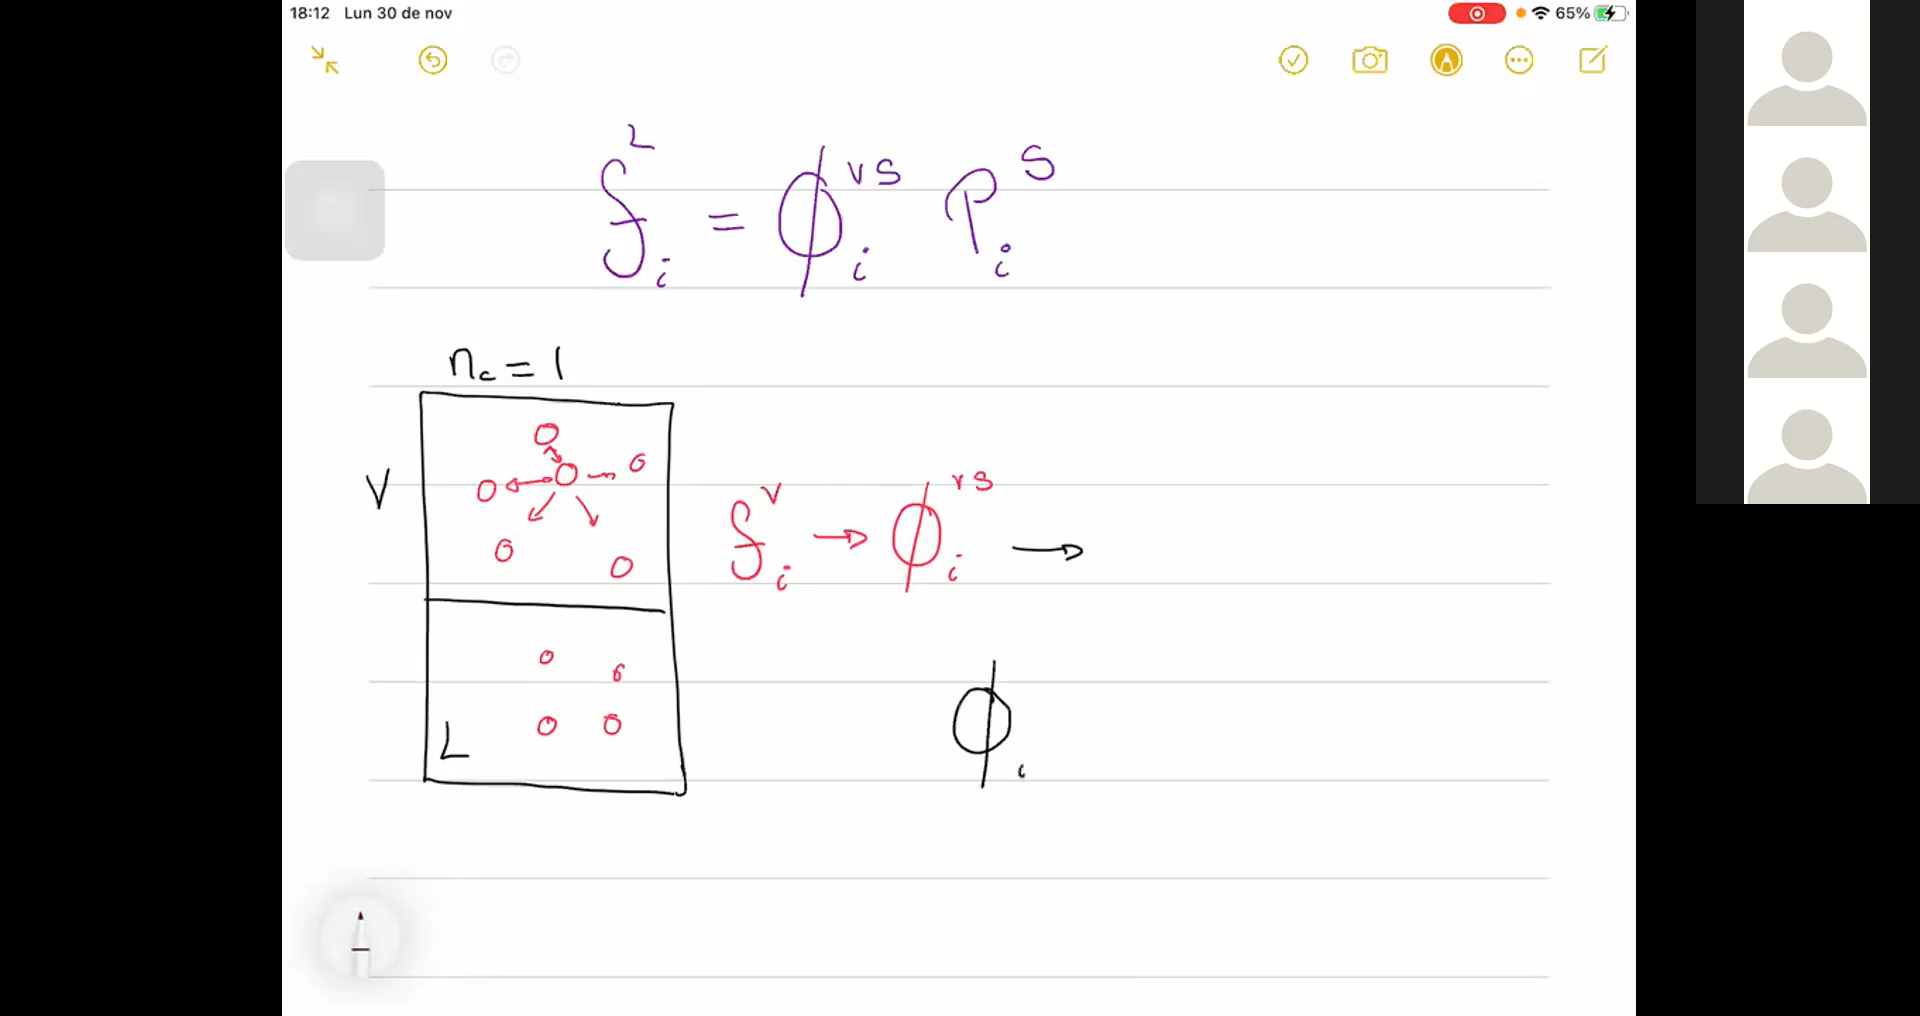 18:12 Lun 30 de nov 65%
f_i^L = ϕ_i^{vs} P_i^s
n_c = 1
V
f_i^v → ϕ_i^{vs} →
L
ϕ_i